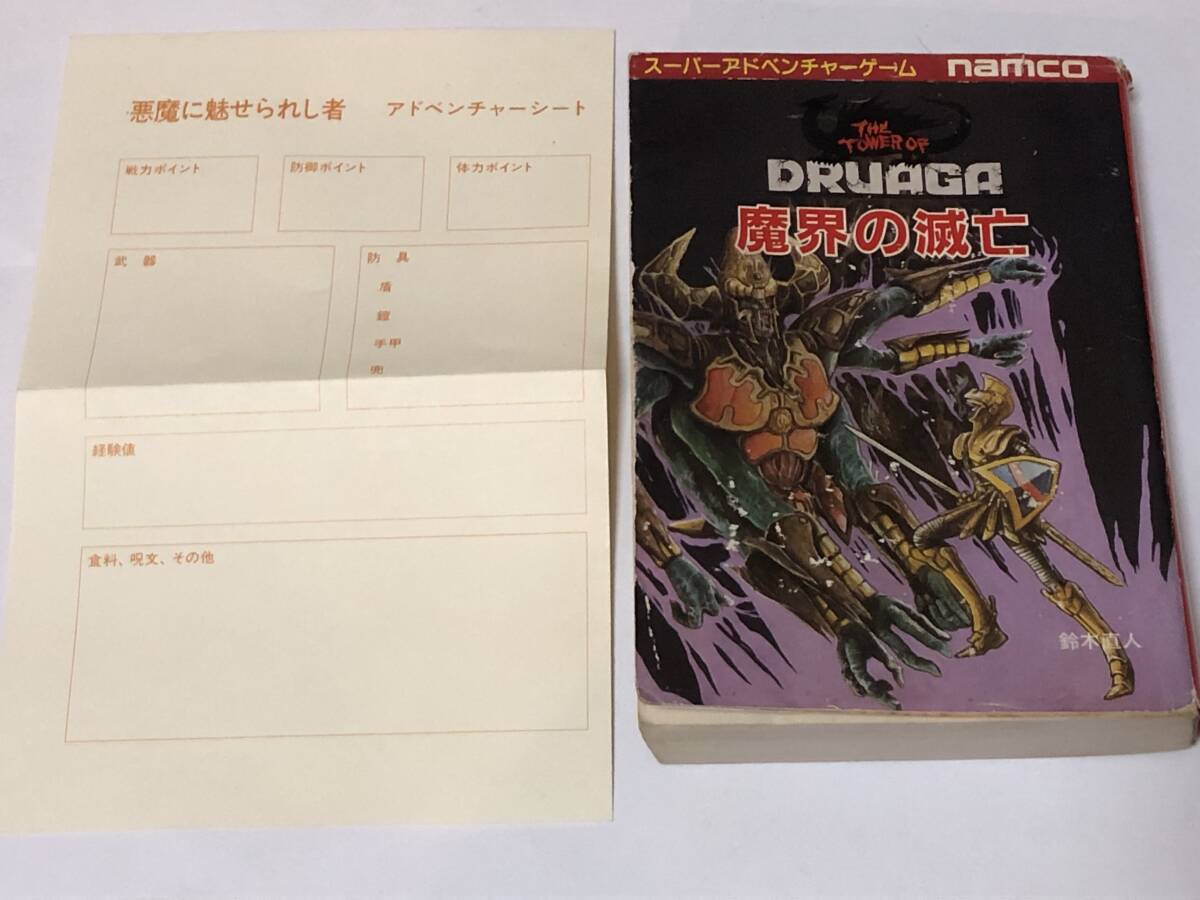 悪魔に魅せられし者 アドベンチャーシート
戦力ポイント 防御ポイント 体力ポイント
武器
防具
盾
鎧
手甲
兜
経験値
食料、呪文、その他
スーパーアドベンチャーゲーム namco
THE
TOWER OF
DRUAGA
魔界の滅亡
鈴木直人